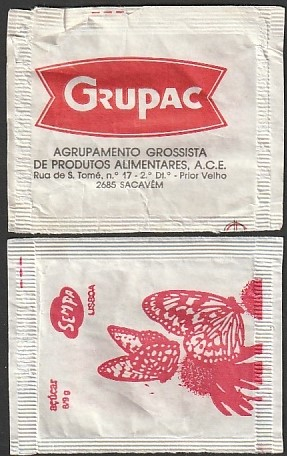 GRUPAC
AGRUPAMENTO GROSSISTA
DE PRODUTOS ALIMENTARES, A.C.E.
Rua de S. Tomé, n.º 17 - 2.º Dt.º - Prior Velho
2685 SACAVÉM
SEMPA
LISBOA
açúcar
8/9 g